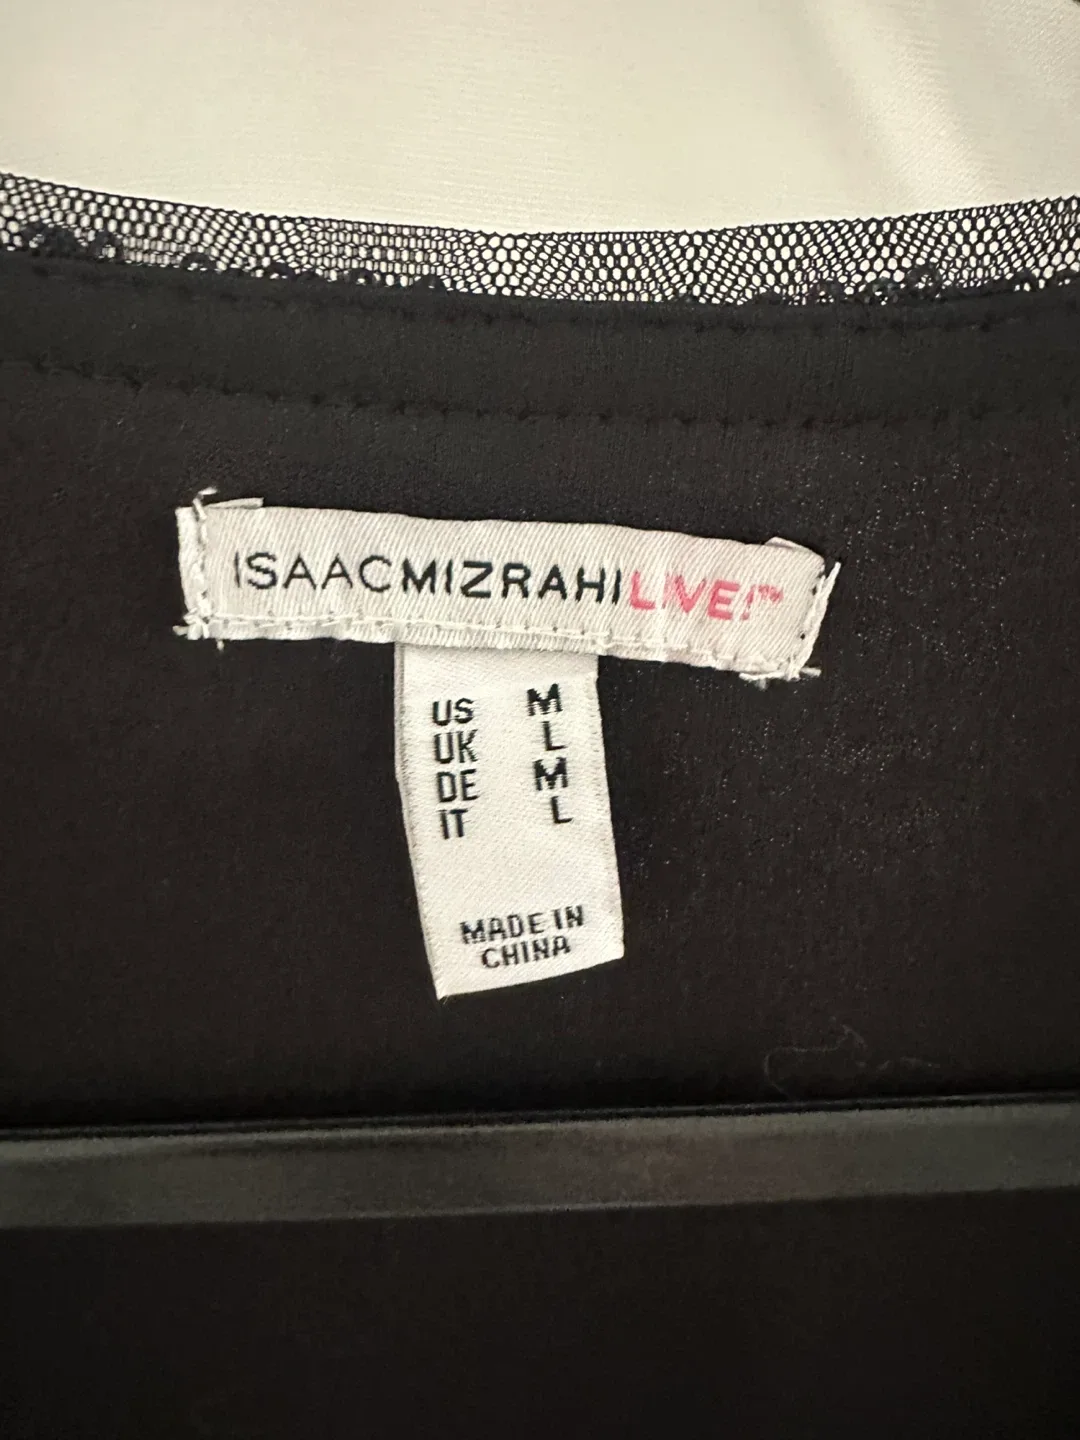 ISAACMIZRAHILIVE!™
US M
UK L
DE M
IT L
MADE IN
CHINA